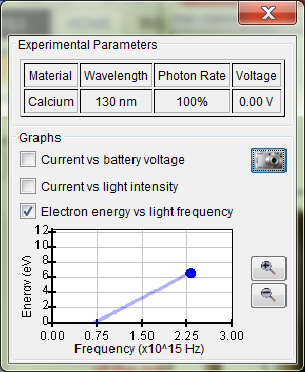 Experimental Parameters
Material Wavelength Photon Rate Voltage
Calcium 130 nm 100% 0.00 V
Graphs
Current vs battery voltage
Current vs light intensity
Electron energy vs light frequency
Energy (eV)
12
8
6
4
2
0
0.00 0.75 1.50 2.25 3.00
Frequency (x10^15 Hz)